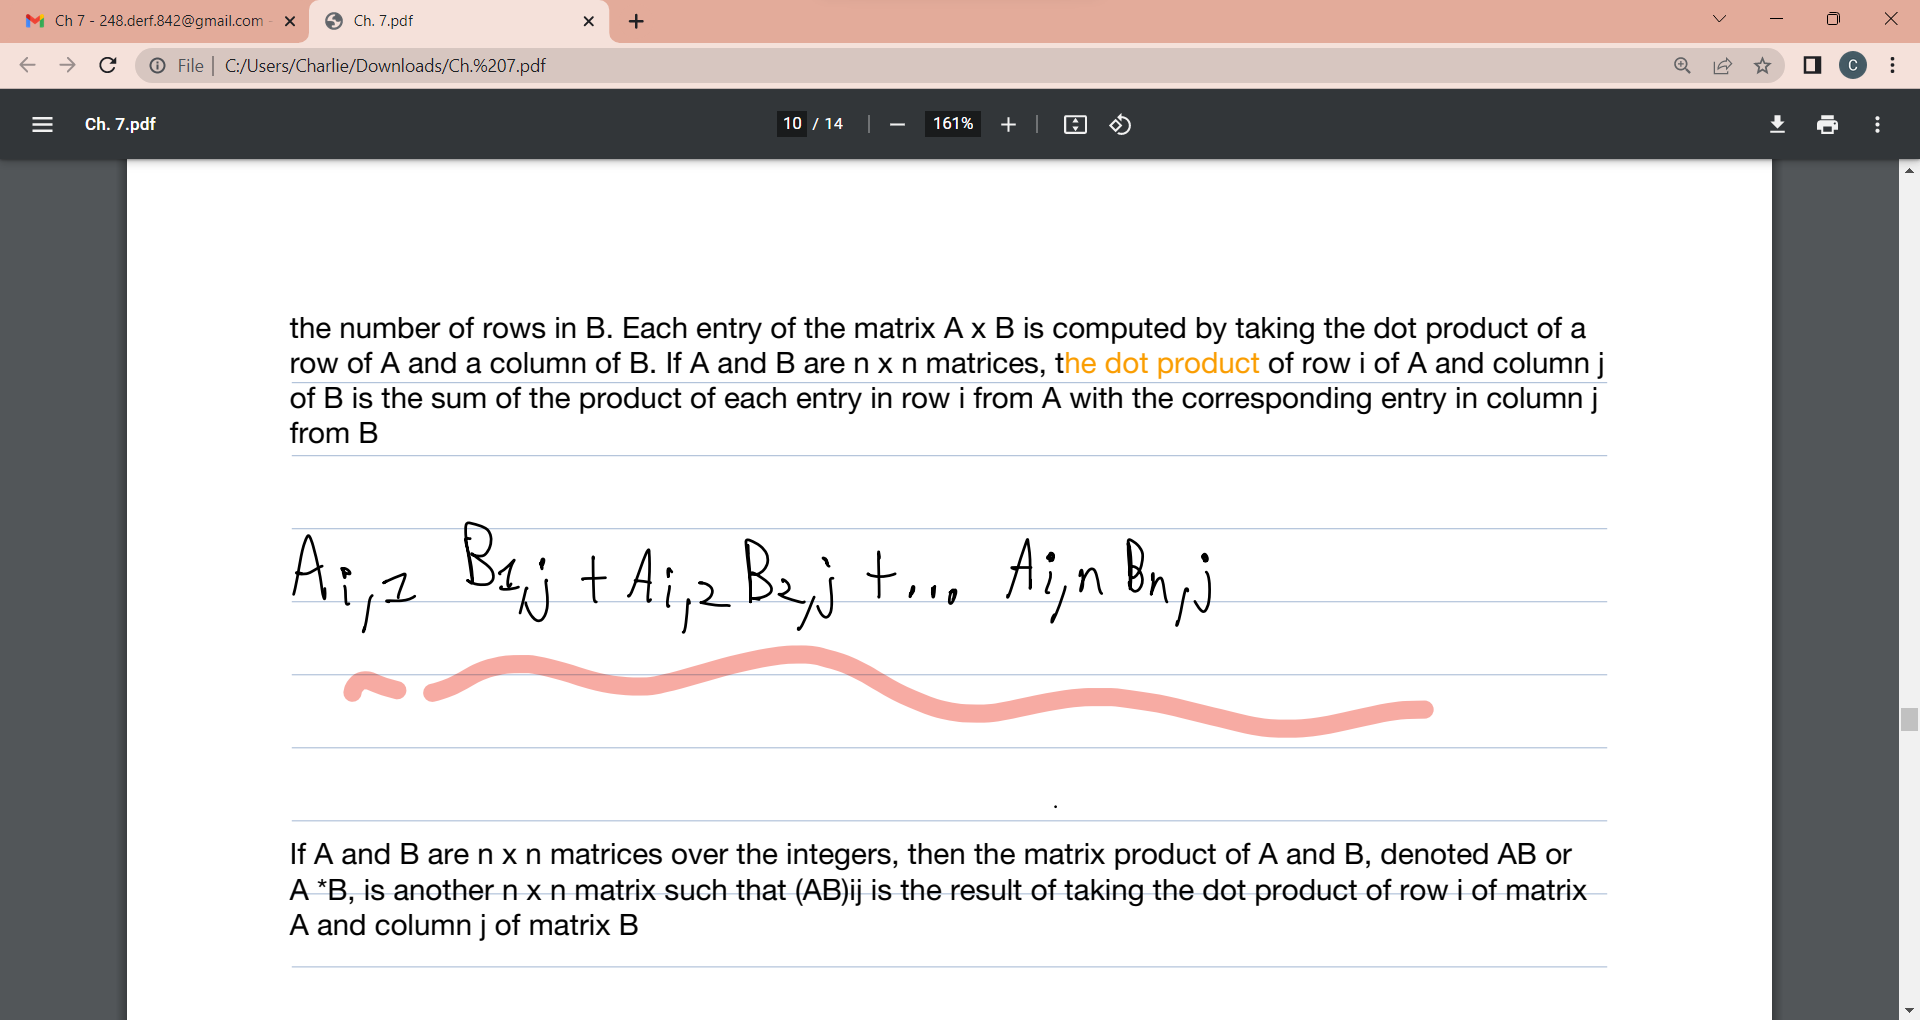 Ch 7 - 248.derf.842@gmail.com -
Ch. 7.pdf
File | C:/Users/Charlie/Downloads/Ch.%207.pdf
C
Ch. 7.pdf
10 / 14
161%
the number of rows in B. Each entry of the matrix A x B is computed by taking the dot product of a
row of A and a column of B. If A and B are n x n matrices, the dot product of row i of A and column j
of B is the sum of the product of each entry in row i from A with the corresponding entry in column j
from B
Ai,1 B1,j + Ai,2 B2,j +... Ai,n Bn,j
If A and B are n x n matrices over the integers, then the matrix product of A and B, denoted AB or
A *B, is another n x n matrix such that (AB)ij is the result of taking the dot product of row i of matrix
A and column j of matrix B